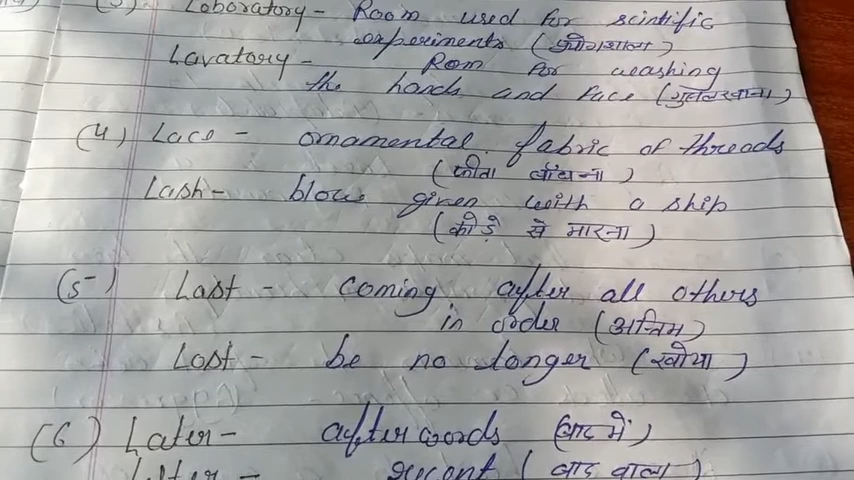 (3). Loboratory - Room used for scintific
experiments (प्रयोगशाला)
Lavatory - Rom for washing
the hands and Face (गुसलखाना)
(4) Lace - ornamental fabric of threads
(फीता बांधना)
Lash - blow given with a ship
(कोड़े से मारना)
(5) Last - coming after all others
in order (अन्तिम)
Lost - be no longer (खोया)
(6) Later - afterwords (बाद में)
recent (बाद वाला)